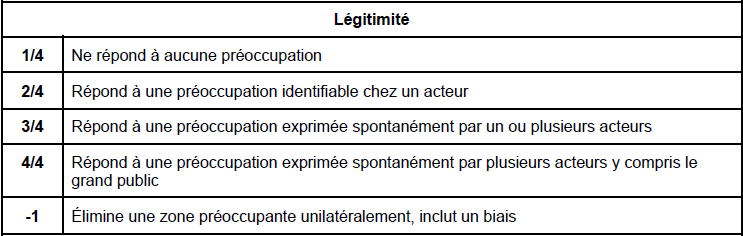 Légitimité
1/4 Ne répond à aucune préoccupation
2/4 Répond à une préoccupation identifiable chez un acteur
3/4 Répond à une préoccupation exprimée spontanément par un ou plusieurs acteurs
4/4 Répond à une préoccupation exprimée spontanément par plusieurs acteurs y compris le
grand public
-1 Élimine une zone préoccupante unilatéralement, inclut un biais